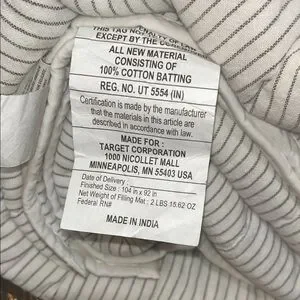 THIS TAG
EXCEPT BY THE
ALL NEW MATERIAL
CONSISTING OF
100% COTTON BATTING
REG. NO. UT 5554 (IN)
Certification is made by the manufacturer
that the materials in this article are
described in accordance with law.
MADE FOR :
TARGET CORPORATION
1000 NICOLLET MALL
MINNEAPOLIS, MN 55403 USA
Date of Delivery :
Finished Size : 104 in x 92 in
Net Weight of Filling Mat : 2 LBS 15.62 OZ
Federal RN#
MADE IN INDIA